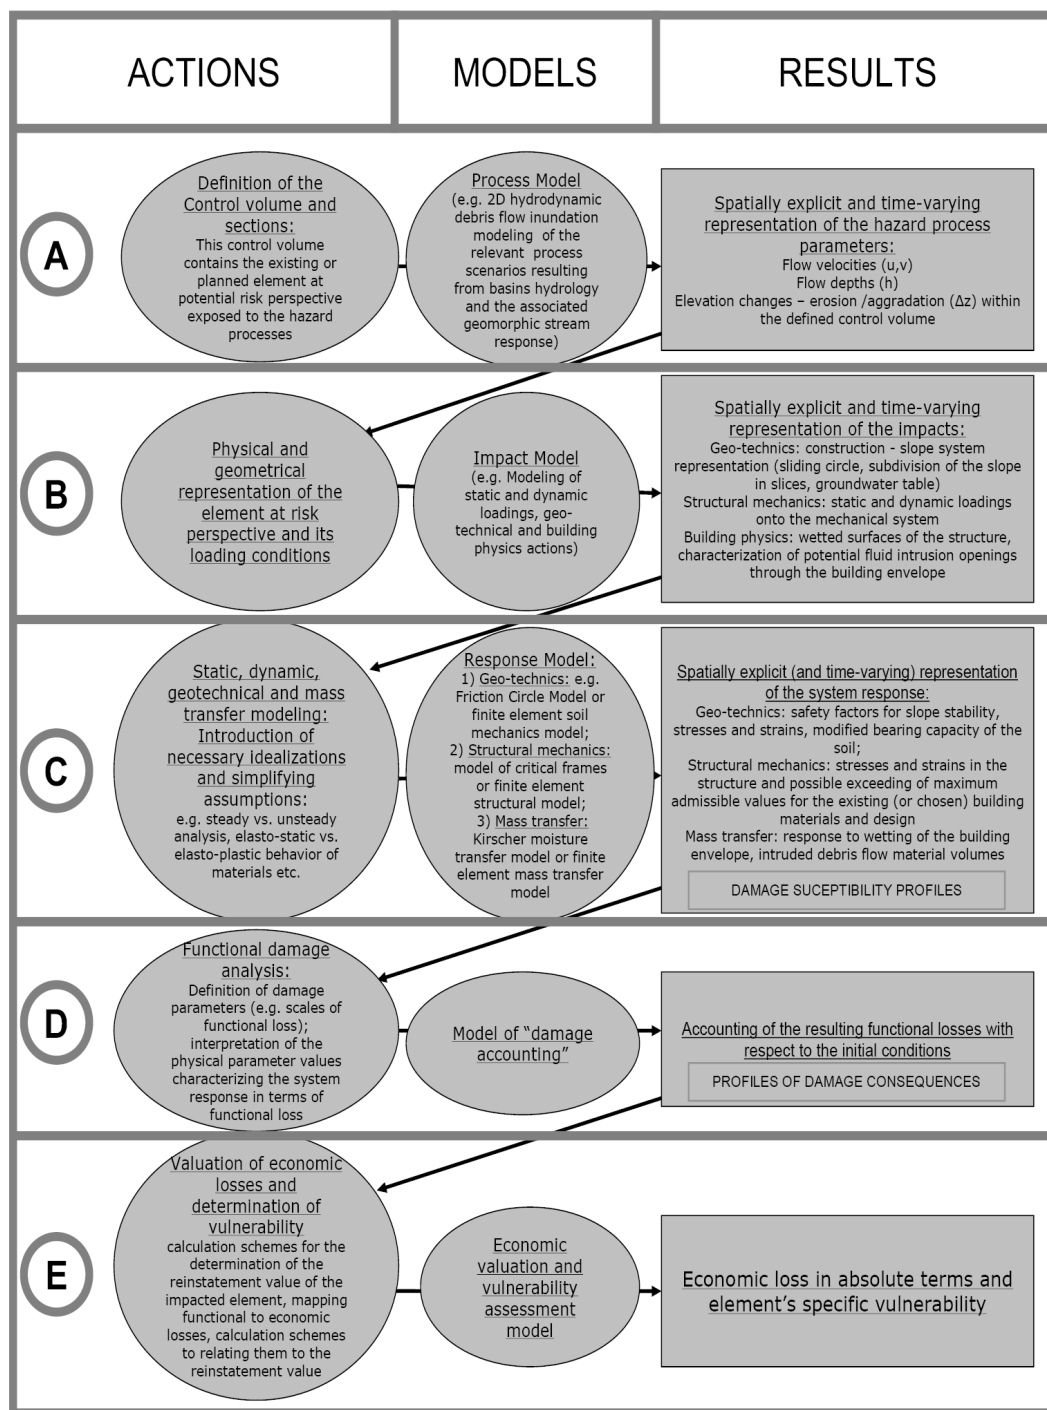 ACTIONS
MODELS
RESULTS
A
Definition of the
Control volume and
sections:
This control volume
contains the existing or
planned element at
potential risk perspective
exposed to the hazard
processes
Process Model
(e.g. 2D hydrodynamic
debris flow inundation
modeling of the
relevant process
scenarios resulting
from basins hydrology
and the associated
geomorphic stream
response)
Spatially explicit and time-varying
representation of the hazard process
parameters:
Flow velocities (u,v)
Flow depths (h)
Elevation changes – erosion /aggradation (Δz) within
the defined control volume
B
Physical and
geometrical
representation of the
element at risk
perspective and its
loading conditions
Impact Model
(e.g. Modeling of
static and dynamic
loadings, geo-
technical and building
physics actions)
Spatially explicit and time-varying
representation of the impacts:
Geo-technics: construction - slope system
representation (sliding circle, subdivision of the slope
in slices, groundwater table)
Structural mechanics: static and dynamic loadings
onto the mechanical system
Building physics: wetted surfaces of the structure,
characterization of potential fluid intrusion openings
through the building envelope
C
Static, dynamic,
geotechnical and mass
transfer modeling:
Introduction of
necessary idealizations
and simplifying
assumptions:
e.g. steady vs. unsteady
analysis, elasto-static vs.
elasto-plastic behavior of
materials etc.
Response Model:
1) Geo-technics: e.g.
Friction Circle Model or
finite element soil
mechanics model;
2) Structural mechanics:
model of critical frames
or finite element
structural model;
3) Mass transfer:
Kirscher moisture
transfer model or finite
element mass transfer
model
Spatially explicit (and time-varying) representation
of the system response:
Geo-technics: safety factors for slope stability,
stresses and strains, modified bearing capacity of the
soil;
Structural mechanics: stresses and strains in the
structure and possible exceeding of maximum
admissible values for the existing (or chosen) building
materials and design
Mass transfer: response to wetting of the building
envelope, intruded debris flow material volumes
DAMAGE SUCEPTIBILITY PROFILES
D
Functional damage
analysis:
Definition of damage
parameters (e.g. scales of
functional loss);
interpretation of the
physical parameter values
characterizing the system
response in terms of
functional loss
Model of “damage
accounting”
Accounting of the resulting functional losses with
respect to the initial conditions
PROFILES OF DAMAGE CONSEQUENCES
E
Valuation of economic
losses and
determination of
vulnerability
calculation schemes for the
determination of the
reinstatement value of the
impacted element, mapping
functional to economic
losses, calculation schemes
to relating them to the
reinstatement value
Economic
valuation and
vulnerability
assessment
model
Economic loss in absolute terms and
element’s specific vulnerability